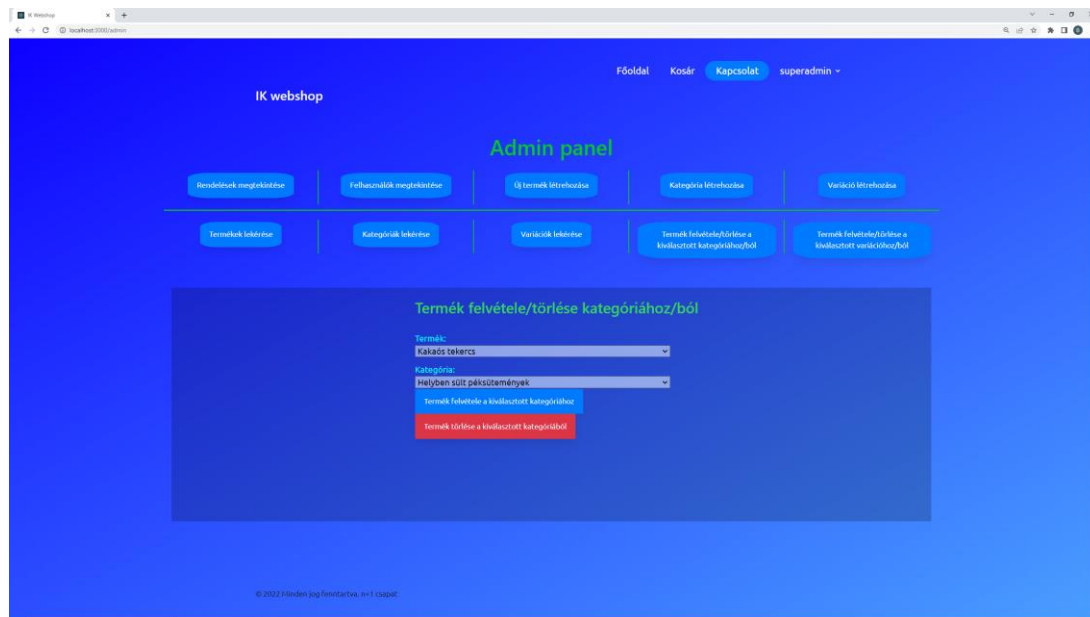 IK Webshop
localhost:3000/admin
Főoldal Kosár Kapcsolat superadmin
IK webshop
Admin panel
Rendelések megtekintése
Felhasználók megtekintése
Új termék létrehozása
Kategória létrehozása
Variáció létrehozása
Termékek lekérése
Kategóriák lekérése
Variációk lekérése
Termék felvétele/törlése a
kiválasztott kategóriához/ból
Termék felvétele/törlése a
kiválasztott variációhoz/ból
Termék felvétele/törlése kategóriához/ból
Termék:
Kakaós tekercs
Kategória:
Helyben sült péksütemények
Termék felvétele a kiválasztott kategóriához
Termék törlése a kiválasztott kategóriából
© 2022 Minden jog fenntartva, n+1 csapat